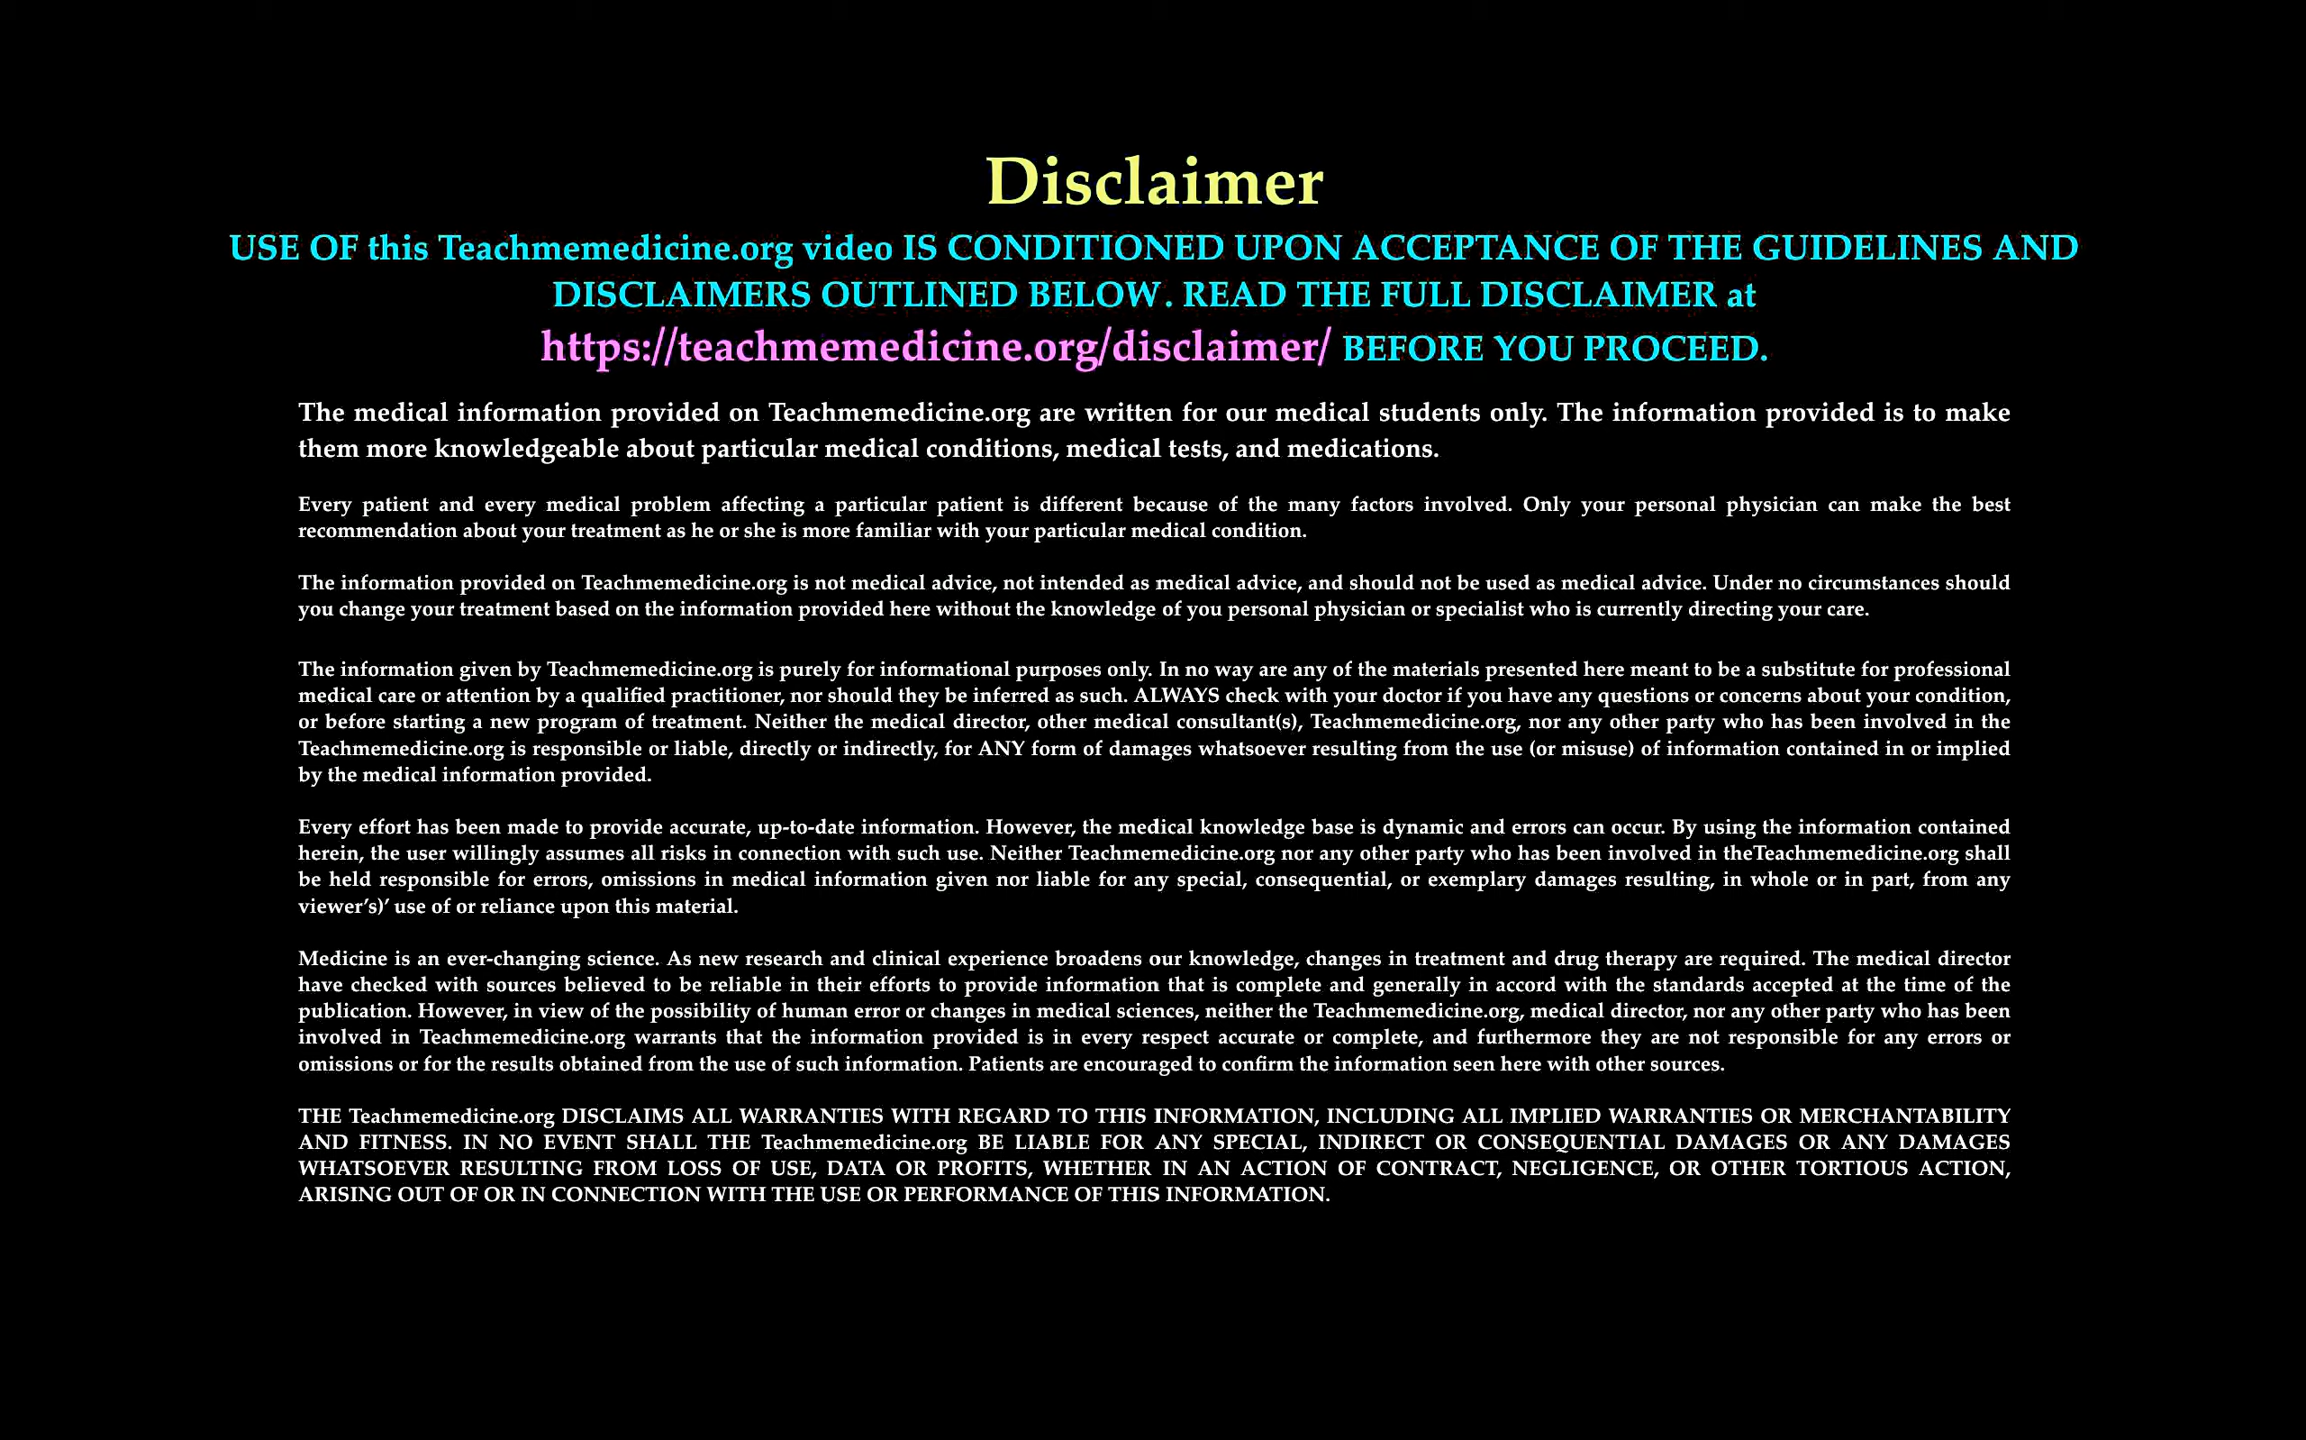 Disclaimer
USE OF this Teachmemedicine.org video IS CONDITIONED UPON ACCEPTANCE OF THE GUIDELINES AND
DISCLAIMERS OUTLINED BELOW. READ THE FULL DISCLAIMER at
https://teachmemedicine.org/disclaimer/ BEFORE YOU PROCEED.
The medical information provided on Teachmemedicine.org are written for our medical students only. The information provided is to make
them more knowledgeable about particular medical conditions, medical tests, and medications.
Every patient and every medical problem affecting a particular patient is different because of the many factors involved. Only your personal physician can make the best
recommendation about your treatment as he or she is more familiar with your particular medical condition.
The information provided on Teachmemedicine.org is not medical advice, not intended as medical advice, and should not be used as medical advice. Under no circumstances should
you change your treatment based on the information provided here without the knowledge of you personal physician or specialist who is currently directing your care.
The information given by Teachmemedicine.org is purely for informational purposes only. In no way are any of the materials presented here meant to be a substitute for professional
medical care or attention by a qualified practitioner, nor should they be inferred as such. ALWAYS check with your doctor if you have any questions or concerns about your condition,
or before starting a new program of treatment. Neither the medical director, other medical consultant(s), Teachmemedicine.org, nor any other party who has been involved in the
Teachmemedicine.org is responsible or liable, directly or indirectly, for ANY form of damages whatsoever resulting from the use (or misuse) of information contained in or implied
by the medical information provided.
Every effort has been made to provide accurate, up-to-date information. However, the medical knowledge base is dynamic and errors can occur. By using the information contained
herein, the user willingly assumes all risks in connection with such use. Neither Teachmemedicine.org nor any other party who has been involved in theTeachmemedicine.org shall
be held responsible for errors, omissions in medical information given nor liable for any special, consequential, or exemplary damages resulting, in whole or in part, from any
viewer's)' use of or reliance upon this material.
Medicine is an ever-changing science. As new research and clinical experience broadens our knowledge, changes in treatment and drug therapy are required. The medical director
have checked with sources believed to be reliable in their efforts to provide information that is complete and generally in accord with the standards accepted at the time of the
publication. However, in view of the possibility of human error or changes in medical sciences, neither the Teachmemedicine.org, medical director, nor any other party who has been
involved in Teachmemedicine.org warrants that the information provided is in every respect accurate or complete, and furthermore they are not responsible for any errors or
omissions or for the results obtained from the use of such information. Patients are encouraged to confirm the information seen here with other sources.
THE Teachmemedicine.org DISCLAIMS ALL WARRANTIES WITH REGARD TO THIS INFORMATION, INCLUDING ALL IMPLIED WARRANTIES OR MERCHANTABILITY
AND FITNESS. IN NO EVENT SHALL THE Teachmemedicine.org BE LIABLE FOR ANY SPECIAL, INDIRECT OR CONSEQUENTIAL DAMAGES OR ANY DAMAGES
WHATSOEVER RESULTING FROM LOSS OF USE, DATA OR PROFITS, WHETHER IN AN ACTION OF CONTRACT, NEGLIGENCE, OR OTHER TORTIOUS ACTION,
ARISING OUT OF OR IN CONNECTION WITH THE USE OR PERFORMANCE OF THIS INFORMATION.